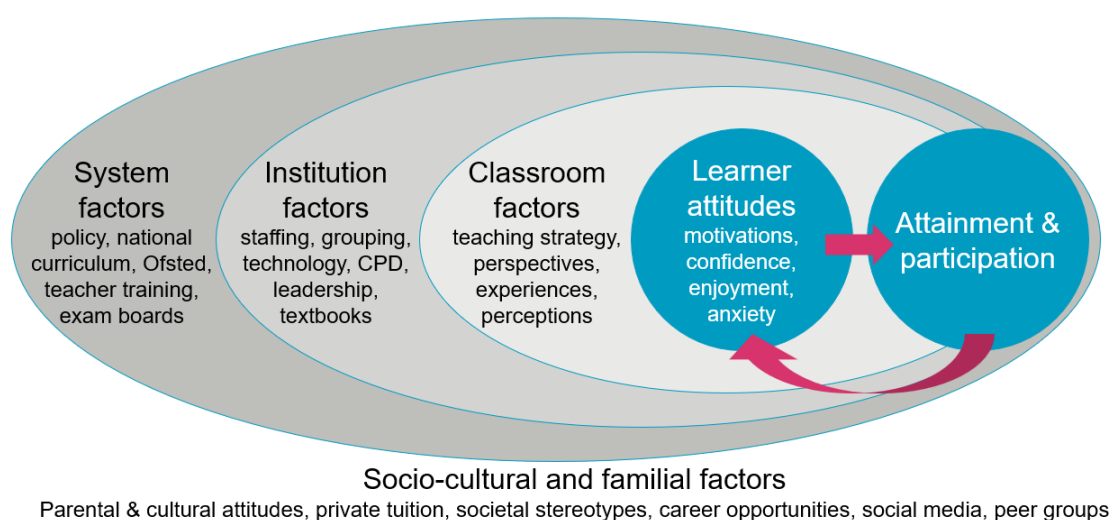 System
factors
policy, national
curriculum, Ofsted,
teacher training,
exam boards
Institution
factors
staffing, grouping,
technology, CPD,
leadership,
textbooks
Classroom
factors
teaching strategy,
perspectives,
experiences,
perceptions
Learner
attitudes
motivations,
confidence,
enjoyment,
anxiety
Attainment &
participation
Socio-cultural and familial factors
Parental & cultural attitudes, private tuition, societal stereotypes, career opportunities, social media, peer groups